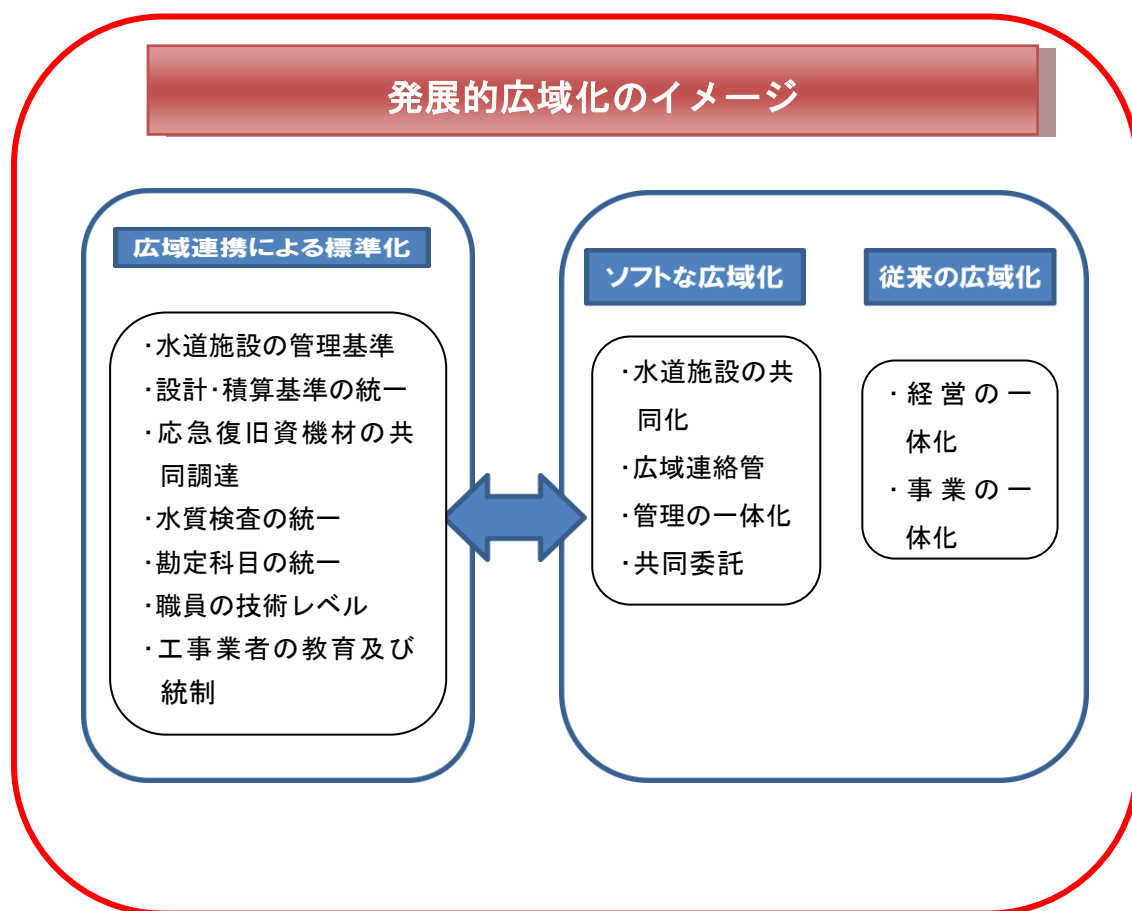 発展的広域化のイメージ
広域連携による標準化
・水道施設の管理基準
・設計・積算基準の統一
・応急復旧資機材の共
同調達
・水質検査の統一
・勘定科目の統一
・職員の技術レベル
・工事業者の教育及び
統制
ソフトな広域化
・水道施設の共
同化
・広域連絡管
・管理の一体化
・共同委託
従来の広域化
・経営の一
体化
・事業の一
体化